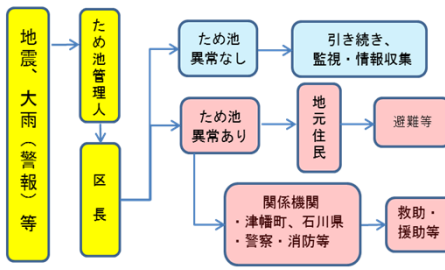 地震、大雨（警報）等
ため池管理人
区長
ため池
異常なし
引き続き、
監視・情報収集
ため池
異常あり
地元住民
避難等
関係機関
・津幡町、石川県
・警察・消防等
救助・
援助等